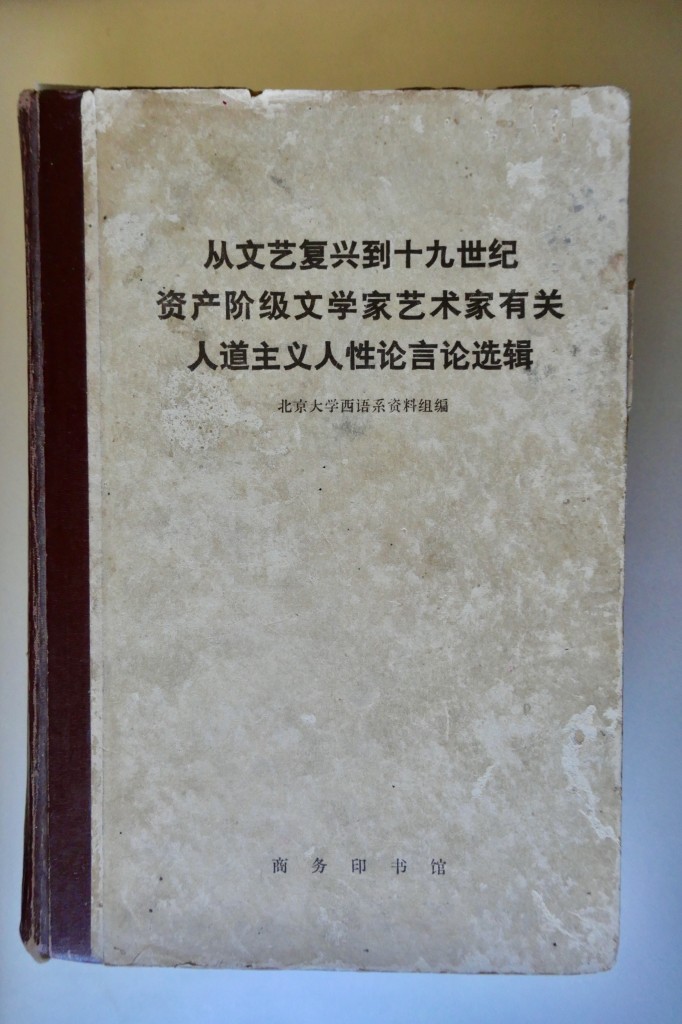 从文艺复兴到十九世纪
资产阶级文学家艺术家有关
人道主义人性论言论选辑
北京大学西语系资料组编
商务印书馆